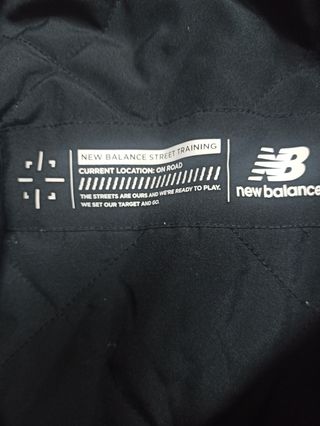 NEW BALANCE STREET TRAINING
CURRENT LOCATION: ON ROAD
THE STREETS ARE OURS AND WE'RE READY TO PLAY.
WE SET OUR TARGET AND GO.
NB
new balance